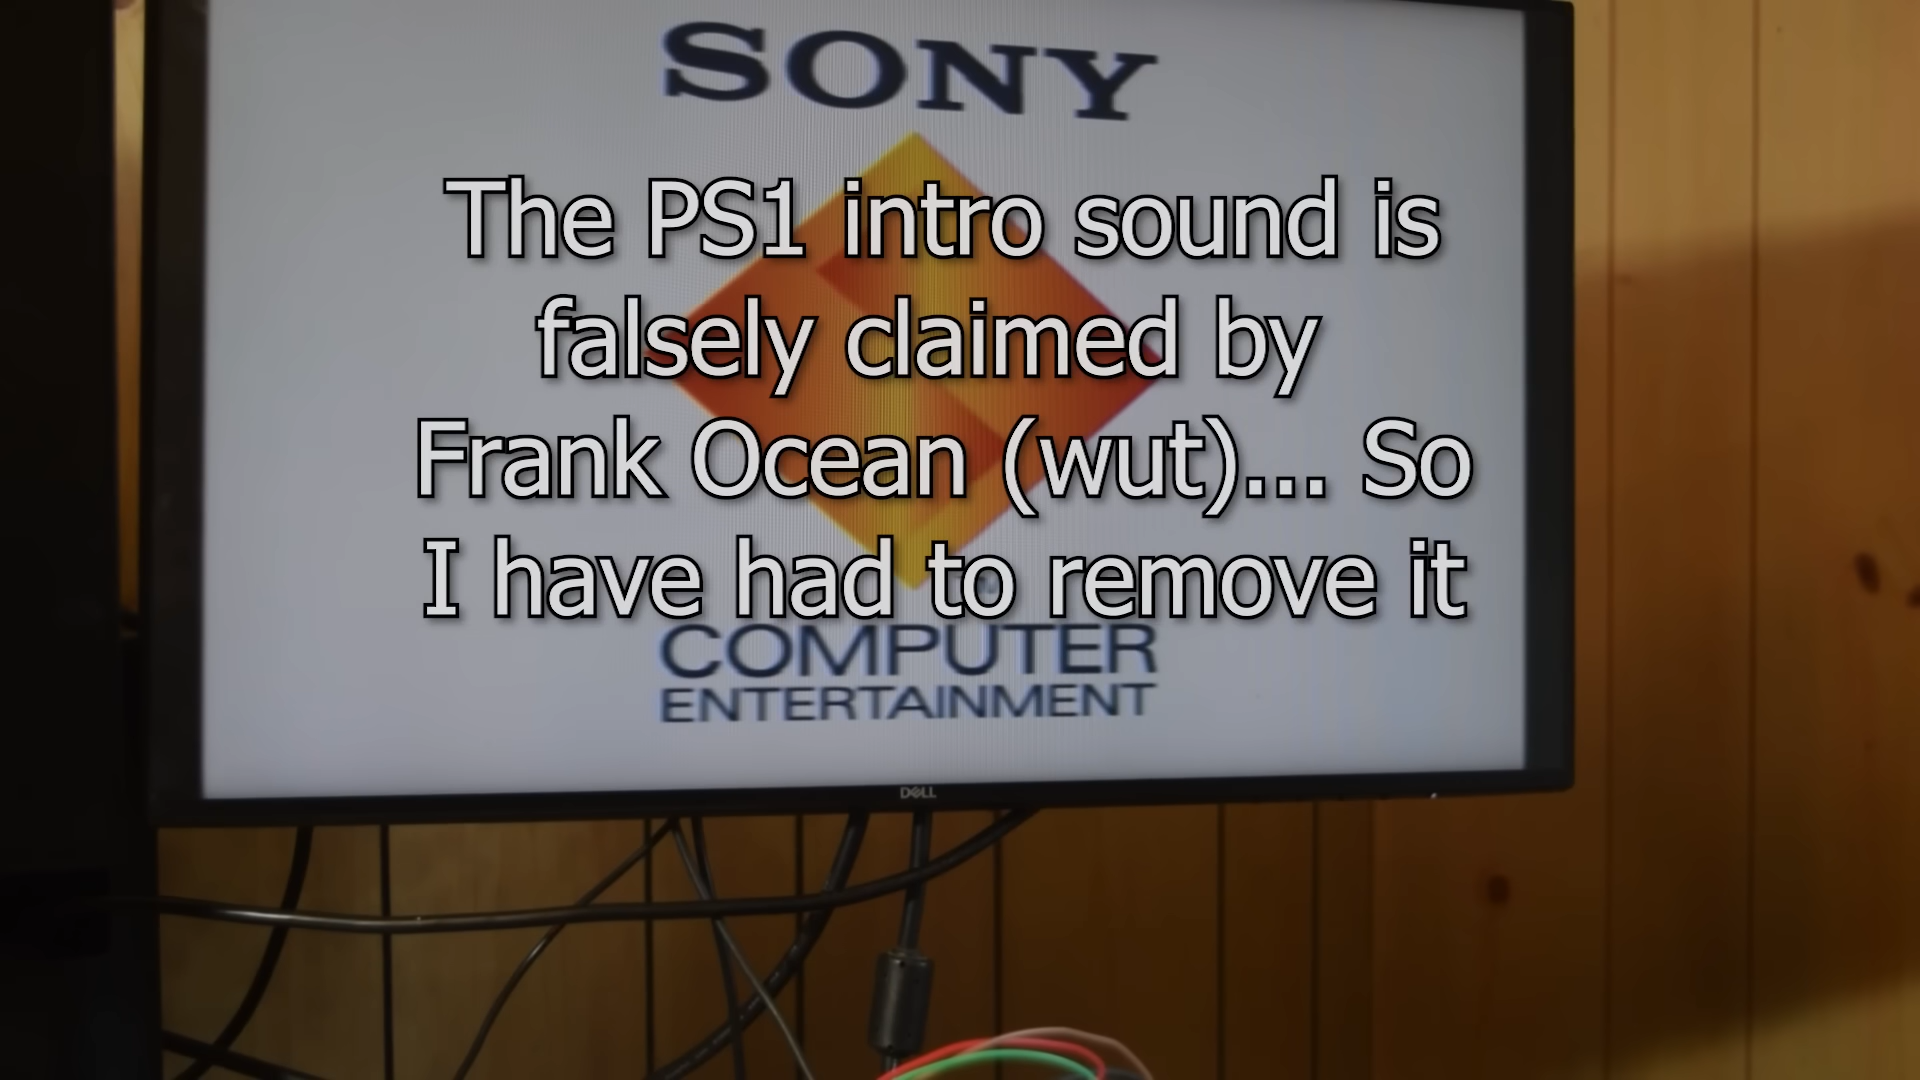 SONY
The PS1 intro sound is
falsely claimed by
Frank Ocean (wut)... So
I have had to remove it
COMPUTER
ENTERTAINMENT
DELL